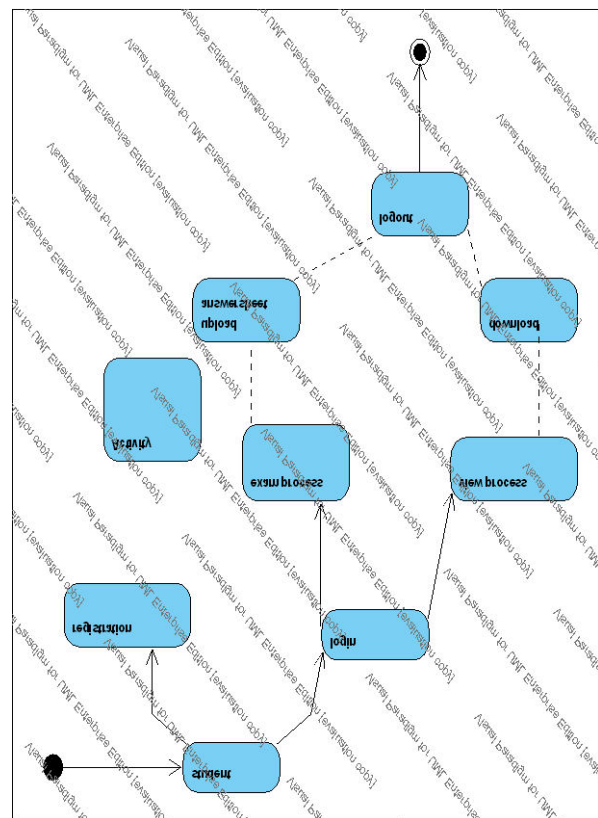 student
login
registration
exam process
view process
Activity
upload
answersheet
download
logout
Visual Paradigm for UML Enterprise Edition [evaluation copy]